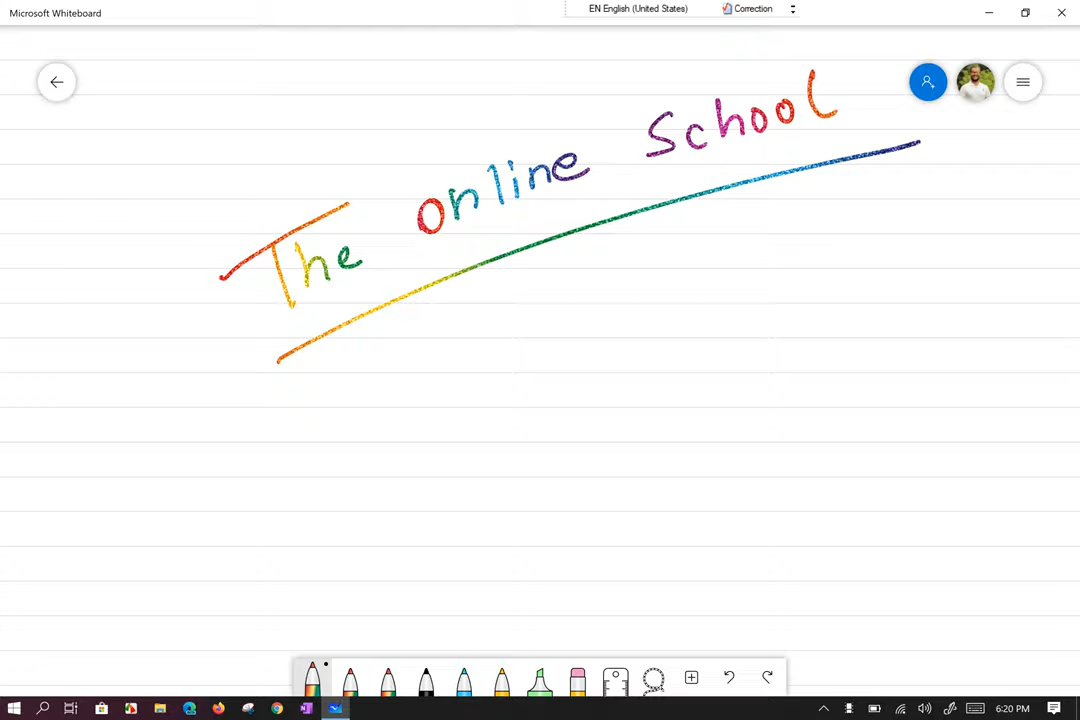 Microsoft Whiteboard
EN English (United States)
Correction
The online School
6:20 PM